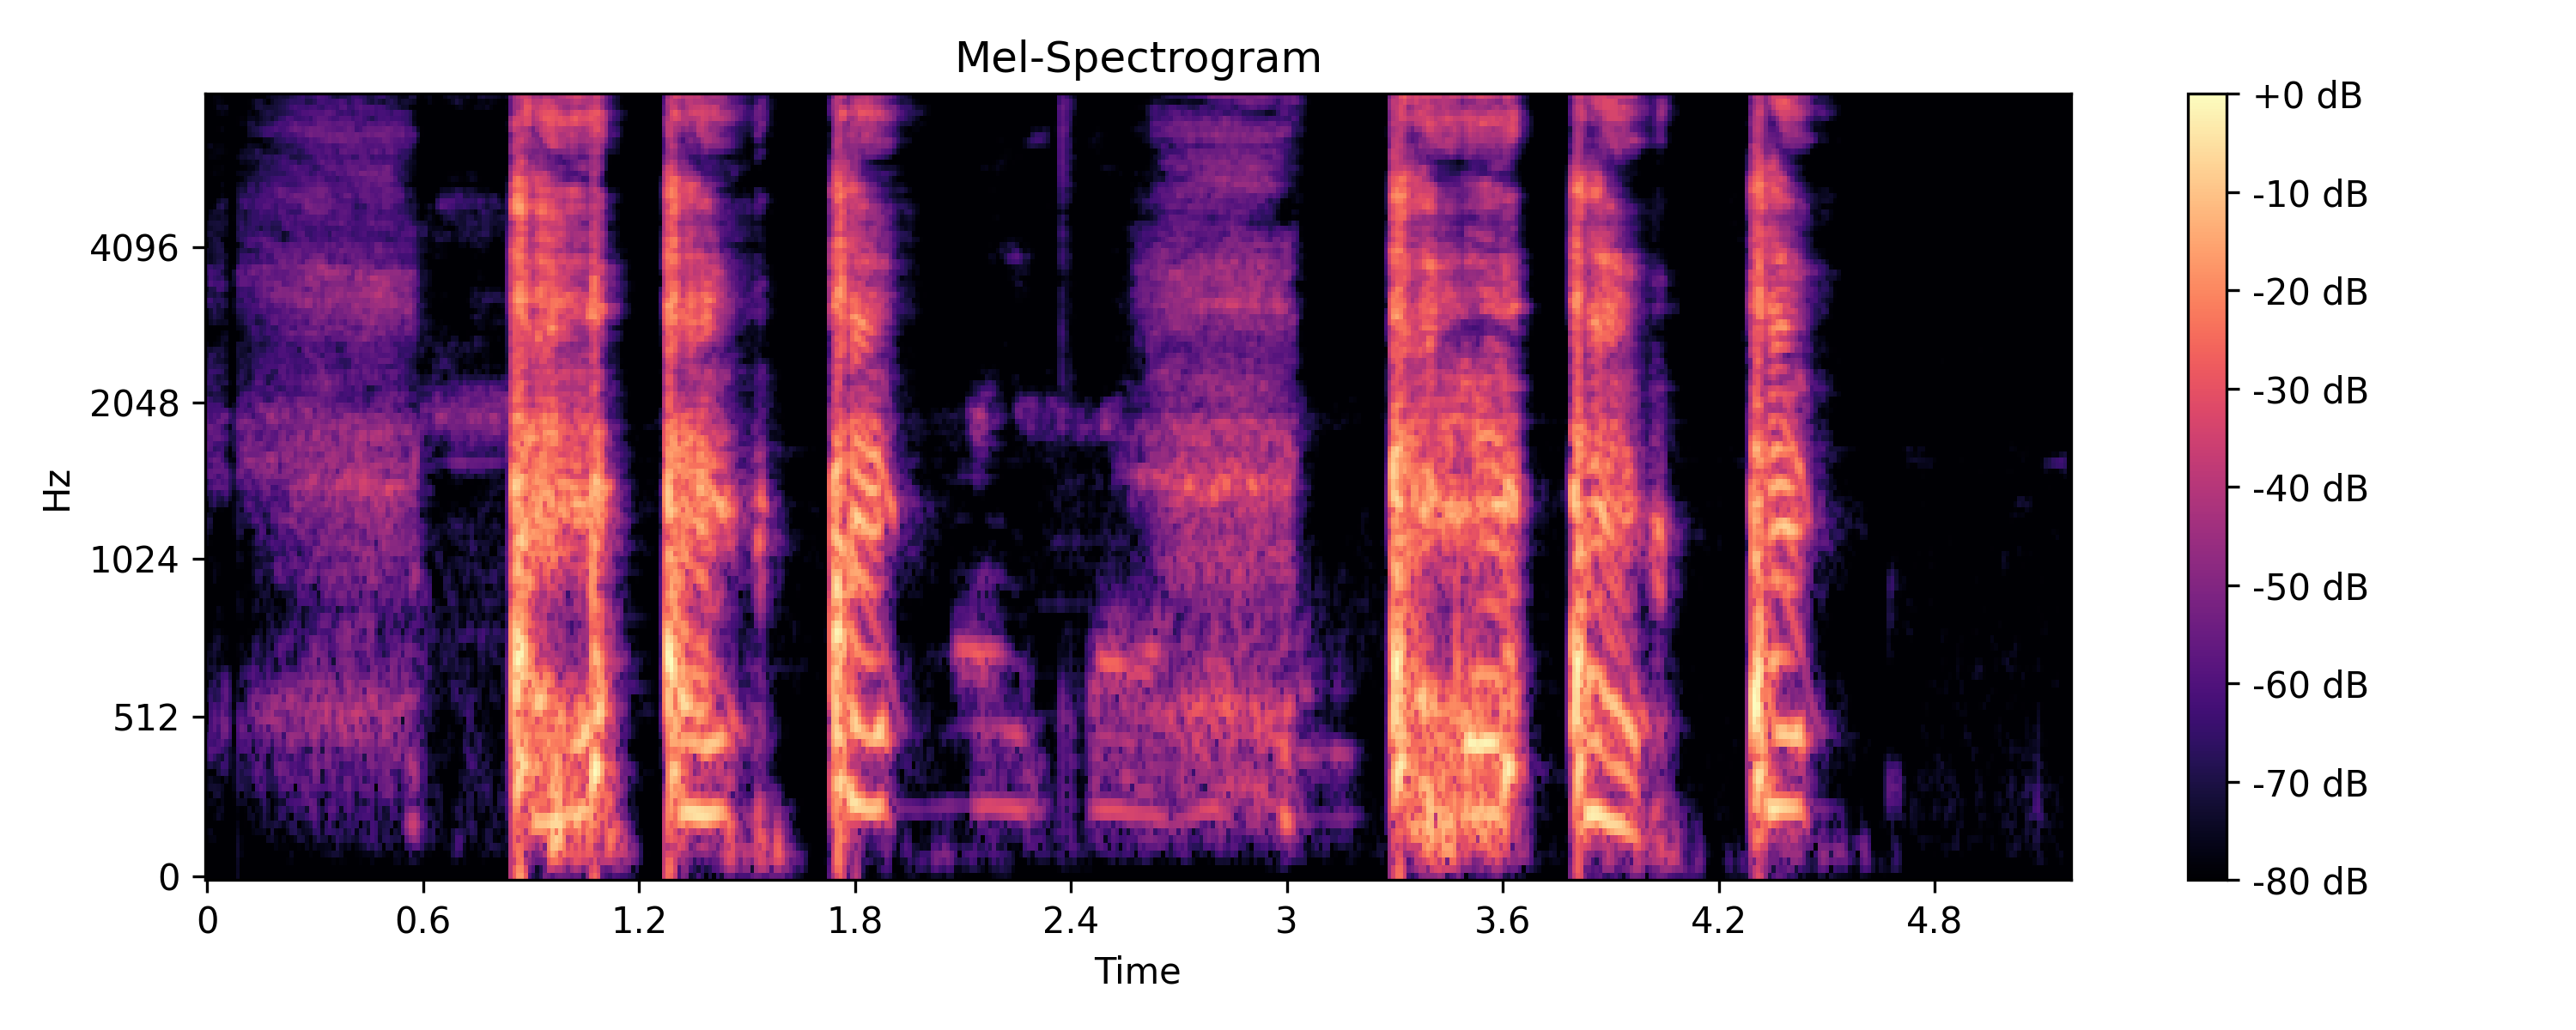 Mel-Spectrogram
+0 dB
-10 dB
-20 dB
-30 dB
-40 dB
-50 dB
-60 dB
-70 dB
-80 dB
Hz
4096
2048
1024
512
0
0 0.6 1.2 1.8 2.4 3 3.6 4.2 4.8
Time